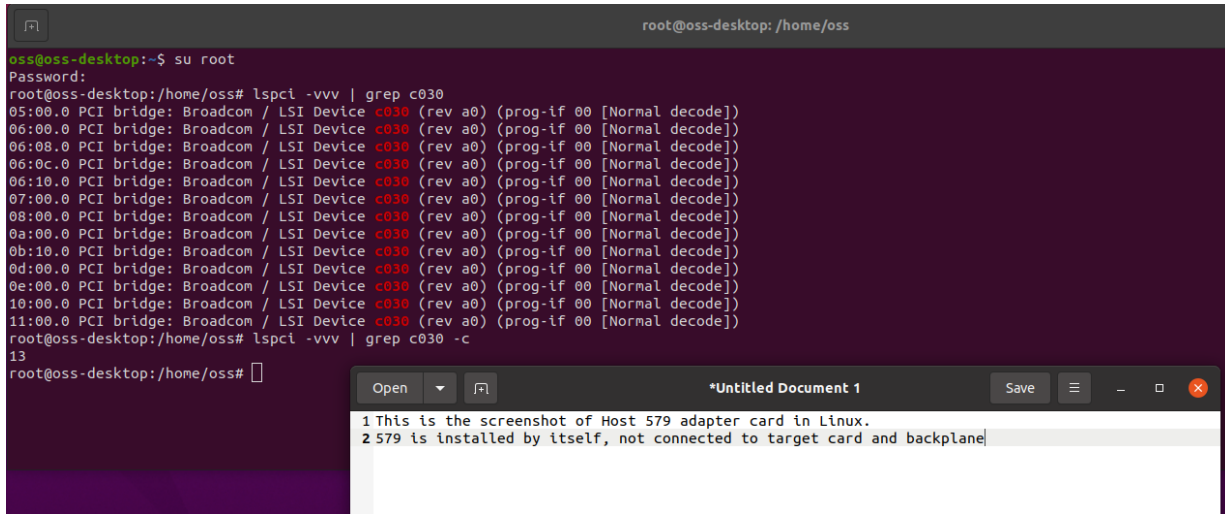 root@oss-desktop: /home/oss
oss@oss-desktop:~$ su root
Password:
root@oss-desktop:/home/oss# lspci -vvv | grep c030
05:00.0 PCI bridge: Broadcom / LSI Device c030 (rev a0) (prog-if 00 [Normal decode])
06:00.0 PCI bridge: Broadcom / LSI Device c030 (rev a0) (prog-if 00 [Normal decode])
06:08.0 PCI bridge: Broadcom / LSI Device c030 (rev a0) (prog-if 00 [Normal decode])
06:0c.0 PCI bridge: Broadcom / LSI Device c030 (rev a0) (prog-if 00 [Normal decode])
06:10.0 PCI bridge: Broadcom / LSI Device c030 (rev a0) (prog-if 00 [Normal decode])
07:00.0 PCI bridge: Broadcom / LSI Device c030 (rev a0) (prog-if 00 [Normal decode])
08:00.0 PCI bridge: Broadcom / LSI Device c030 (rev a0) (prog-if 00 [Normal decode])
0a:00.0 PCI bridge: Broadcom / LSI Device c030 (rev a0) (prog-if 00 [Normal decode])
0b:10.0 PCI bridge: Broadcom / LSI Device c030 (rev a0) (prog-if 00 [Normal decode])
0d:00.0 PCI bridge: Broadcom / LSI Device c030 (rev a0) (prog-if 00 [Normal decode])
0e:00.0 PCI bridge: Broadcom / LSI Device c030 (rev a0) (prog-if 00 [Normal decode])
10:00.0 PCI bridge: Broadcom / LSI Device c030 (rev a0) (prog-if 00 [Normal decode])
11:00.0 PCI bridge: Broadcom / LSI Device c030 (rev a0) (prog-if 00 [Normal decode])
root@oss-desktop:/home/oss# lspci -vvv | grep c030 -c
13
root@oss-desktop:/home/oss#
Open *Untitled Document 1 Save
1 This is the screenshot of Host 579 adapter card in Linux.
2 579 is installed by itself, not connected to target card and backplane